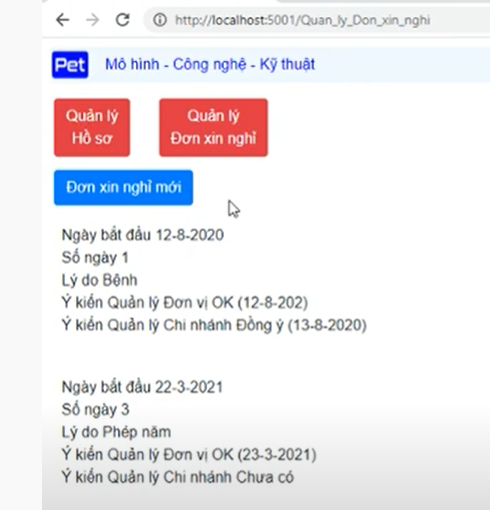 http://localhost:5001/Quan_ly_Don_xin_nghi
Pet Mô hình - Công nghệ - Kỹ thuật
Quản lý
Hồ sơ
Quản lý
Đơn xin nghỉ
Đơn xin nghỉ mới
Ngày bắt đầu 12-8-2020
Số ngày 1
Lý do Bệnh
Ý kiến Quản lý Đơn vị OK (12-8-202)
Ý kiến Quản lý Chi nhánh Đồng ý (13-8-2020)
Ngày bắt đầu 22-3-2021
Số ngày 3
Lý do Phép năm
Ý kiến Quản lý Đơn vị OK (23-3-2021)
Ý kiến Quản lý Chi nhánh Chưa có